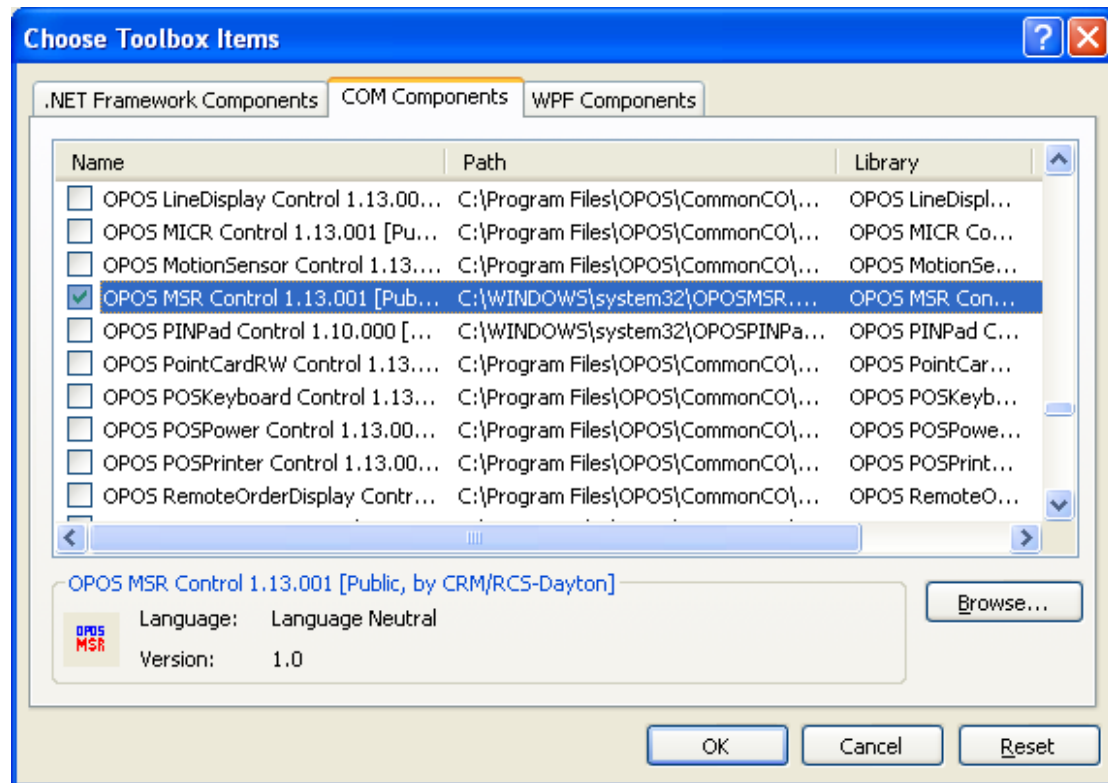 Choose Toolbox Items
.NET Framework Components COM Components WPF Components
Name Path Library
OPOS LineDisplay Control 1.13.00... C:\Program Files\OPOS\CommonCO\... OPOS LineDispl...
OPOS MICR Control 1.13.001 [Pu... C:\Program Files\OPOS\CommonCO\... OPOS MICR Co...
OPOS MotionSensor Control 1.13.... C:\Program Files\OPOS\CommonCO\... OPOS MotionSe...
OPOS MSR Control 1.13.001 [Pub... C:\WINDOWS\system32\OPOSMSR.... OPOS MSR Con...
OPOS PINPad Control 1.10.000 [... C:\WINDOWS\system32\OPOSPINPa... OPOS PINPad C...
OPOS PointCardRW Control 1.13.... C:\Program Files\OPOS\CommonCO\... OPOS PointCar...
OPOS POSKeyboard Control 1.13... C:\Program Files\OPOS\CommonCO\... OPOS POSKeyb...
OPOS POSPower Control 1.13.00... C:\Program Files\OPOS\CommonCO\... OPOS POSPowe...
OPOS POSPrinter Control 1.13.00... C:\Program Files\OPOS\CommonCO\... OPOS POSPrint...
OPOS RemoteOrderDisplay Contr... C:\Program Files\OPOS\CommonCO\... OPOS RemoteO...
OPOS MSR Control 1.13.001 [Public, by CRM/RCS-Dayton]
Browse...
OPOS
MSR
Language: Language Neutral
Version: 1.0
OK Cancel Reset